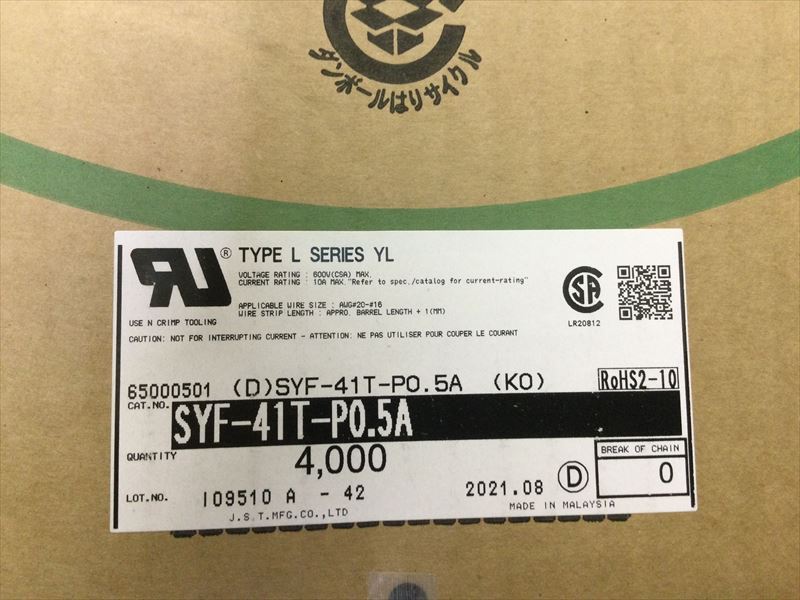 ダンボールはリサイクル
® TYPE L SERIES YL
VOLTAGE RATING : 600V(CSA) MAX.
CURRENT RATING : 10A MAX."Refer to spec./catalog for current-rating"
APPLICABLE WIRE SIZE : AWG#20-#16
WIRE STRIP LENGTH : APPRO. BARREL LENGTH + 1(MM)
USE N CRIMP TOOLING
LR20812
CAUTION: NOT FOR INTERRUPTING CURRENT - ATTENTION: NE PAS UTILISER POUR COUPER LE COURANT
65000501 (D)SYF-41T-P0.5A (KO) RoHS2-10
CAT.NO. SYF-41T-P0.5A
QUANTITY 4,000
BREAK OF CHAIN
0
LOT.NO. I09510 A - 42 2021.08 D
J.S.T.MFG.CO.,LTD MADE IN MALAYSIA